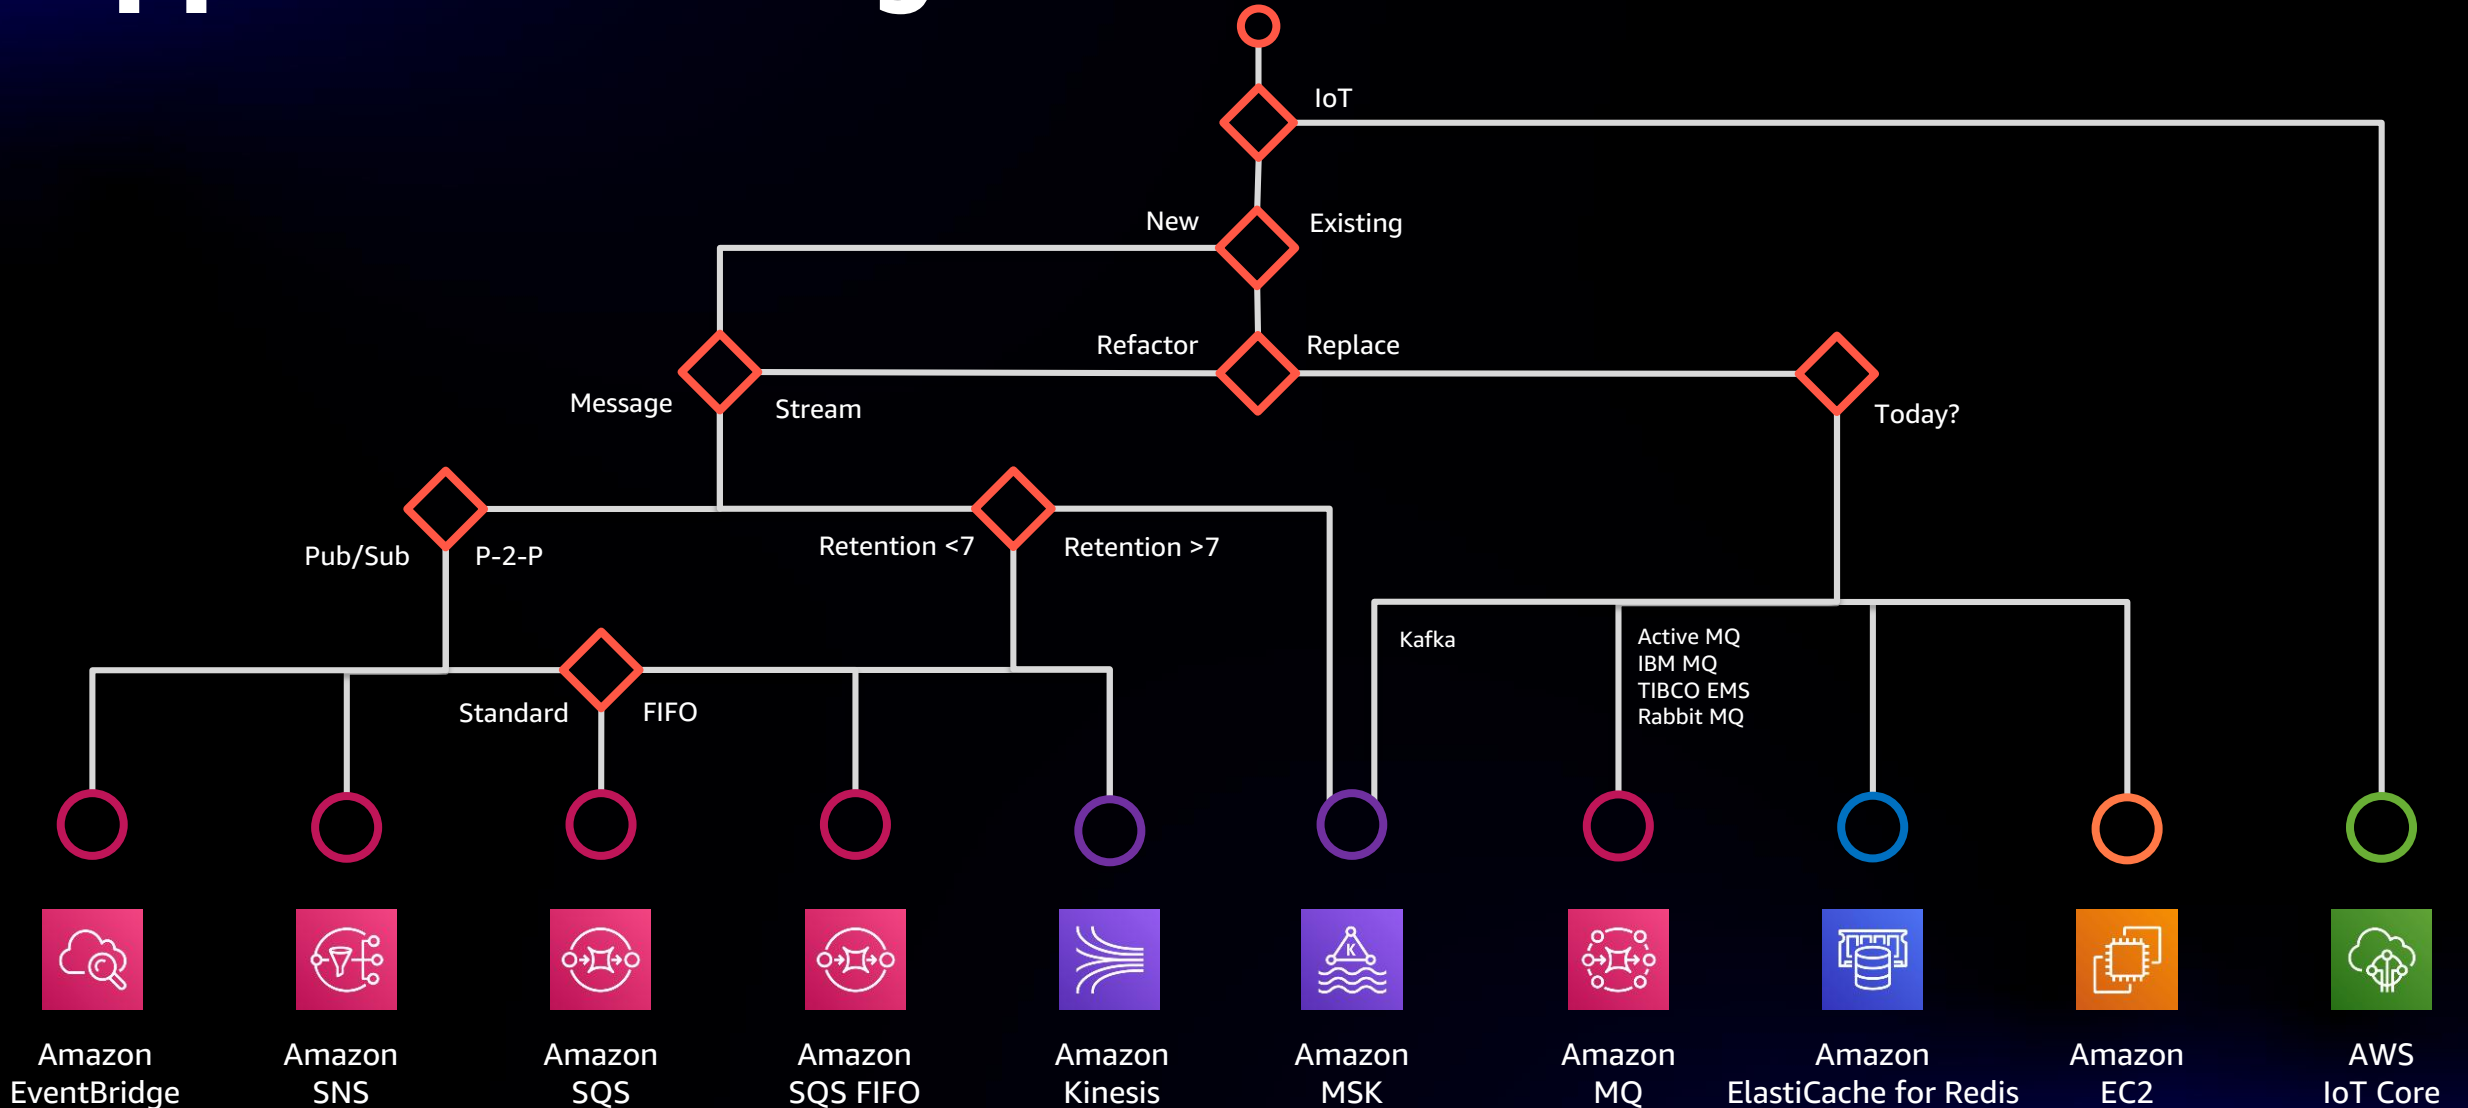 IoT
New
Existing
Refactor
Replace
Message
Stream
Today?
Pub/Sub
P-2-P
Retention <7
Retention >7
Kafka
Active MQ
IBM MQ
TIBCO EMS
Rabbit MQ
Standard
FIFO
K
Amazon
EventBridge
Amazon
SNS
Amazon
SQS
Amazon
SQS FIFO
Amazon
Kinesis
Amazon
MSK
Amazon
MQ
Amazon
ElastiCache for Redis
Amazon
EC2
AWS
IoT Core